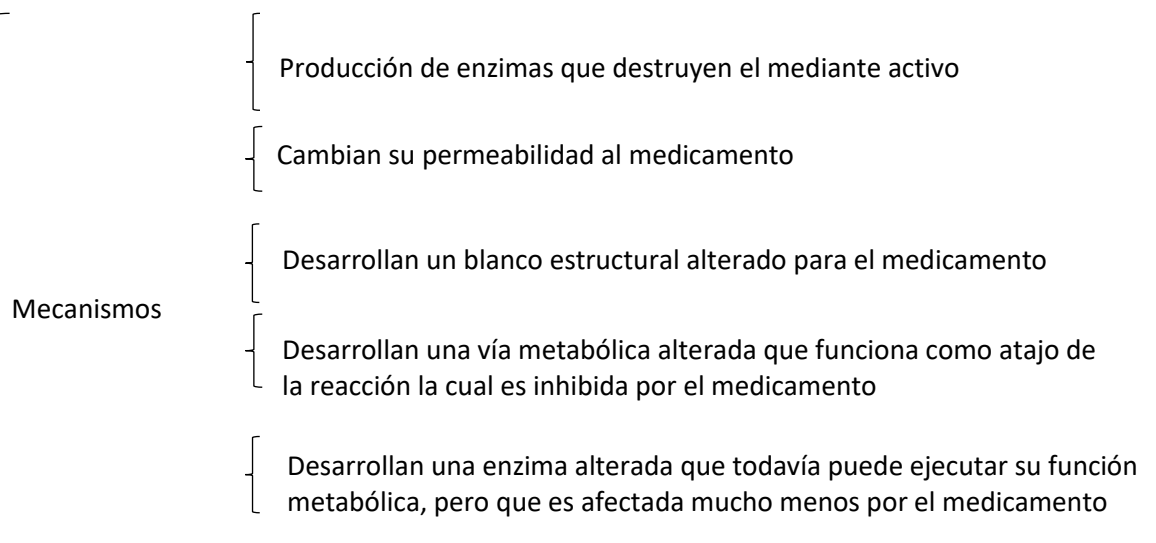 Producción de enzimas que destruyen el mediante activo
Cambian su permeabilidad al medicamento
Desarrollan un blanco estructural alterado para el medicamento
Mecanismos
Desarrollan una vía metabólica alterada que funciona como atajo de
la reacción la cual es inhibida por el medicamento
Desarrollan una enzima alterada que todavía puede ejecutar su función
metabólica, pero que es afectada mucho menos por el medicamento